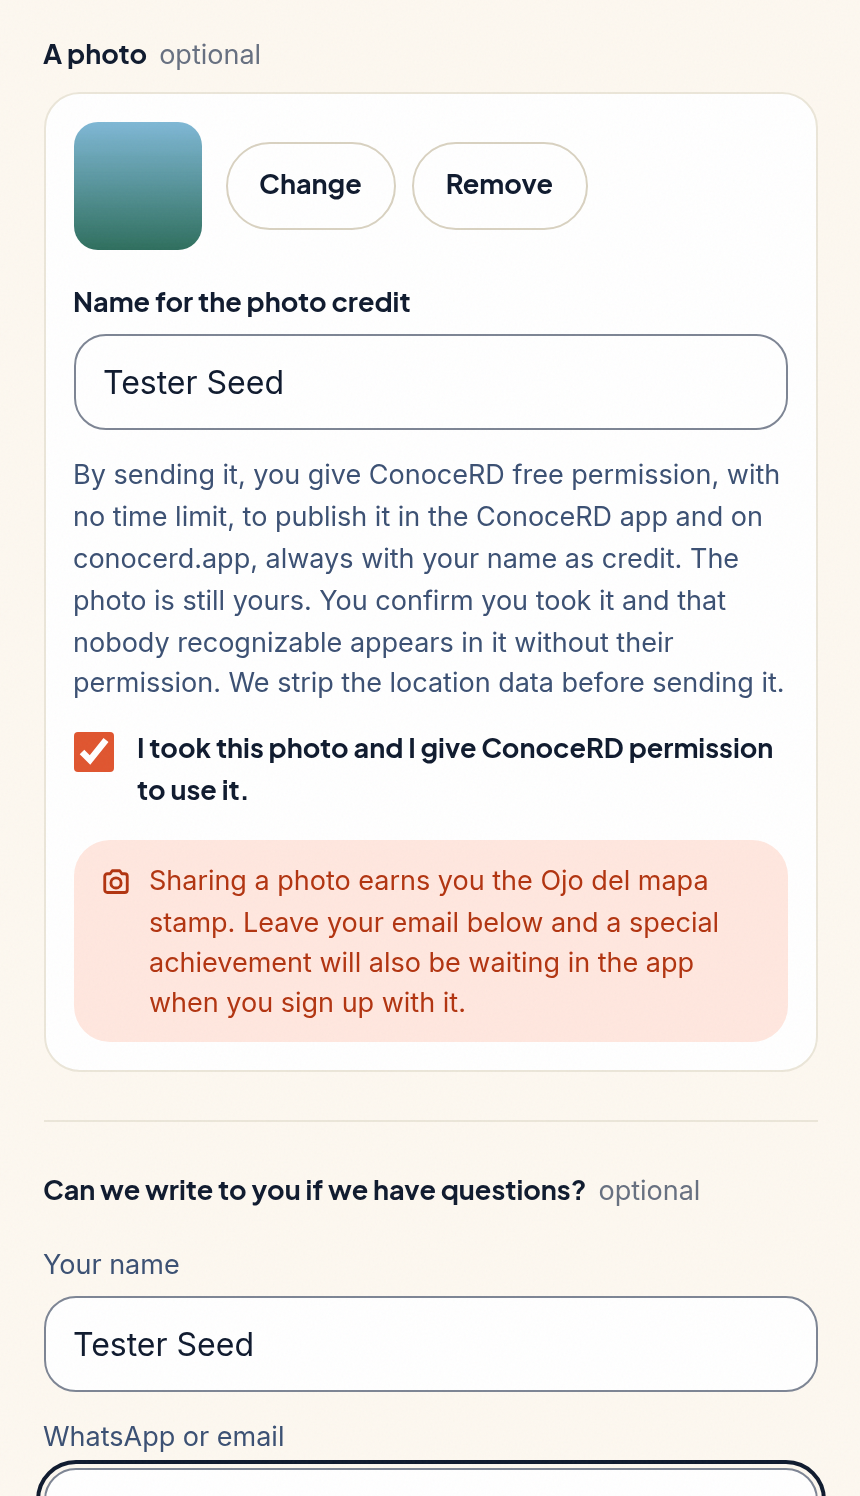 A photo optional
Change Remove
Name for the photo credit
Tester Seed
By sending it, you give ConoceRD free permission, with
no time limit, to publish it in the ConoceRD app and on
conocerd.app, always with your name as credit. The
photo is still yours. You confirm you took it and that
nobody recognizable appears in it without their
permission. We strip the location data before sending it.
I took this photo and I give ConoceRD permission
to use it.
Sharing a photo earns you the Ojo del mapa
stamp. Leave your email below and a special
achievement will also be waiting in the app
when you sign up with it.
Can we write to you if we have questions? optional
Your name
Tester Seed
WhatsApp or email